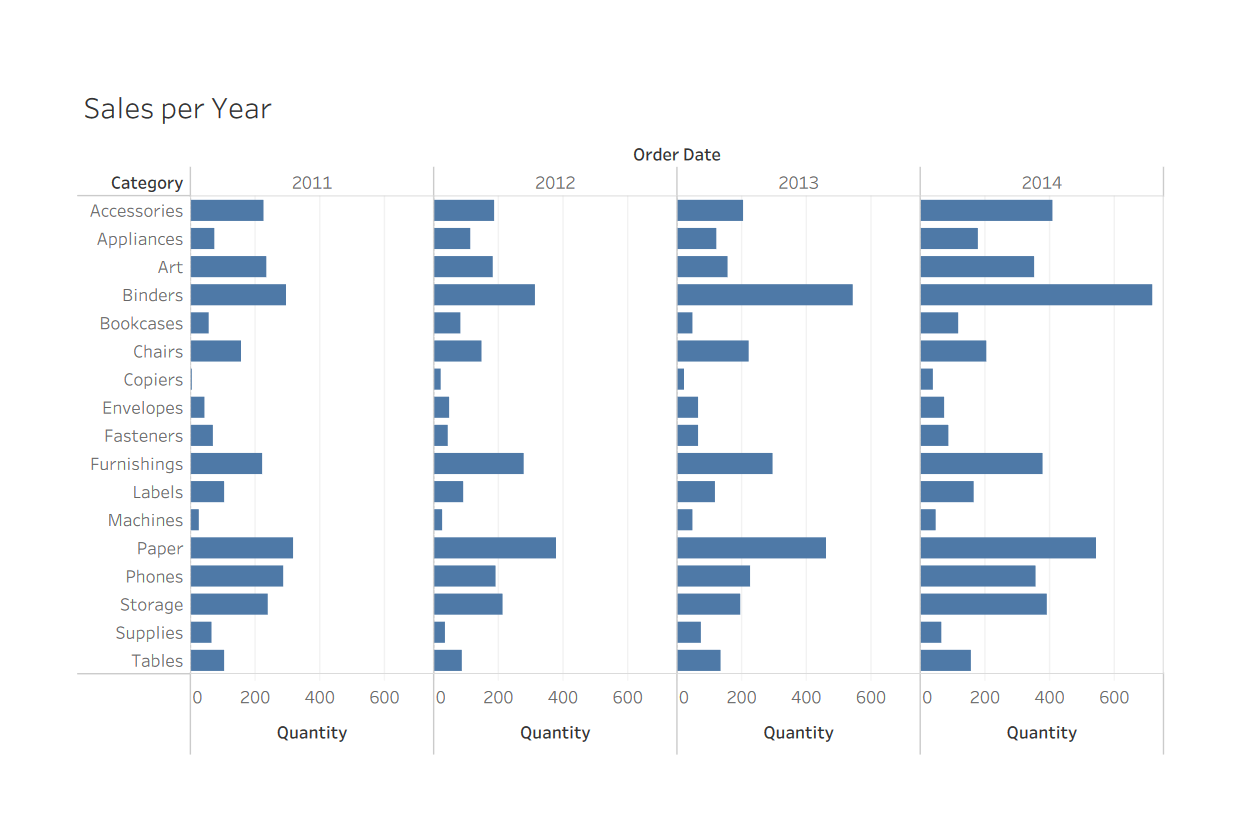 Sales per Year
Order Date
Category 2011 2012 2013 2014
Accessories
Appliances
Art
Binders
Bookcases
Chairs
Copiers
Envelopes
Fasteners
Furnishings
Labels
Machines
Paper
Phones
Storage
Supplies
Tables
0 200 400 600 0 200 400 600 0 200 400 600 0 200 400 600
Quantity Quantity Quantity Quantity